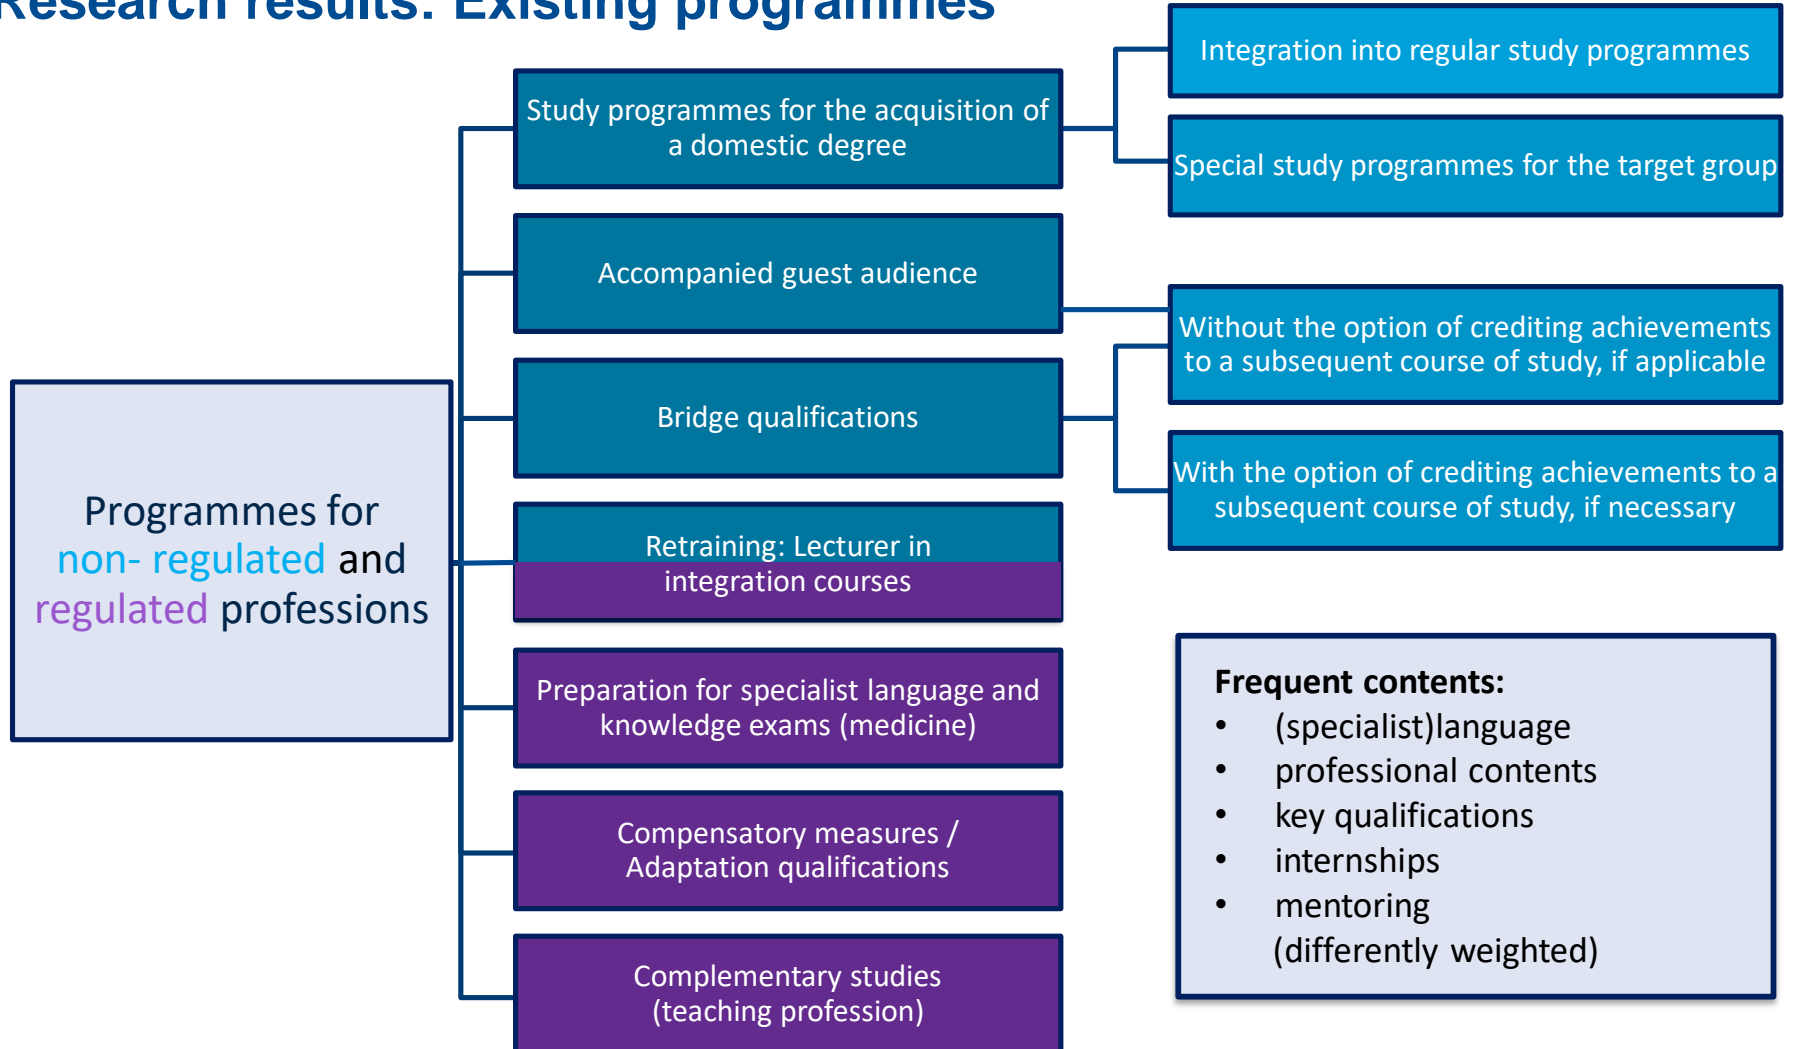 Research results: Existing programmes
Integration into regular study programmes
Study programmes for the acquisition of
a domestic degree
Special study programmes for the target group
Accompanied guest audience
Without the option of crediting achievements
to a subsequent course of study, if applicable
Bridge qualifications
With the option of crediting achievements to a
subsequent course of study, if necessary
Programmes for
non- regulated and
regulated professions
Retraining: Lecturer in
integration courses
Preparation for specialist language and
knowledge exams (medicine)
Compensatory measures /
Adaptation qualifications
Complementary studies
(teaching profession)
Frequent contents:
• (specialist)language
• professional contents
• key qualifications
• internships
• mentoring
(differently weighted)